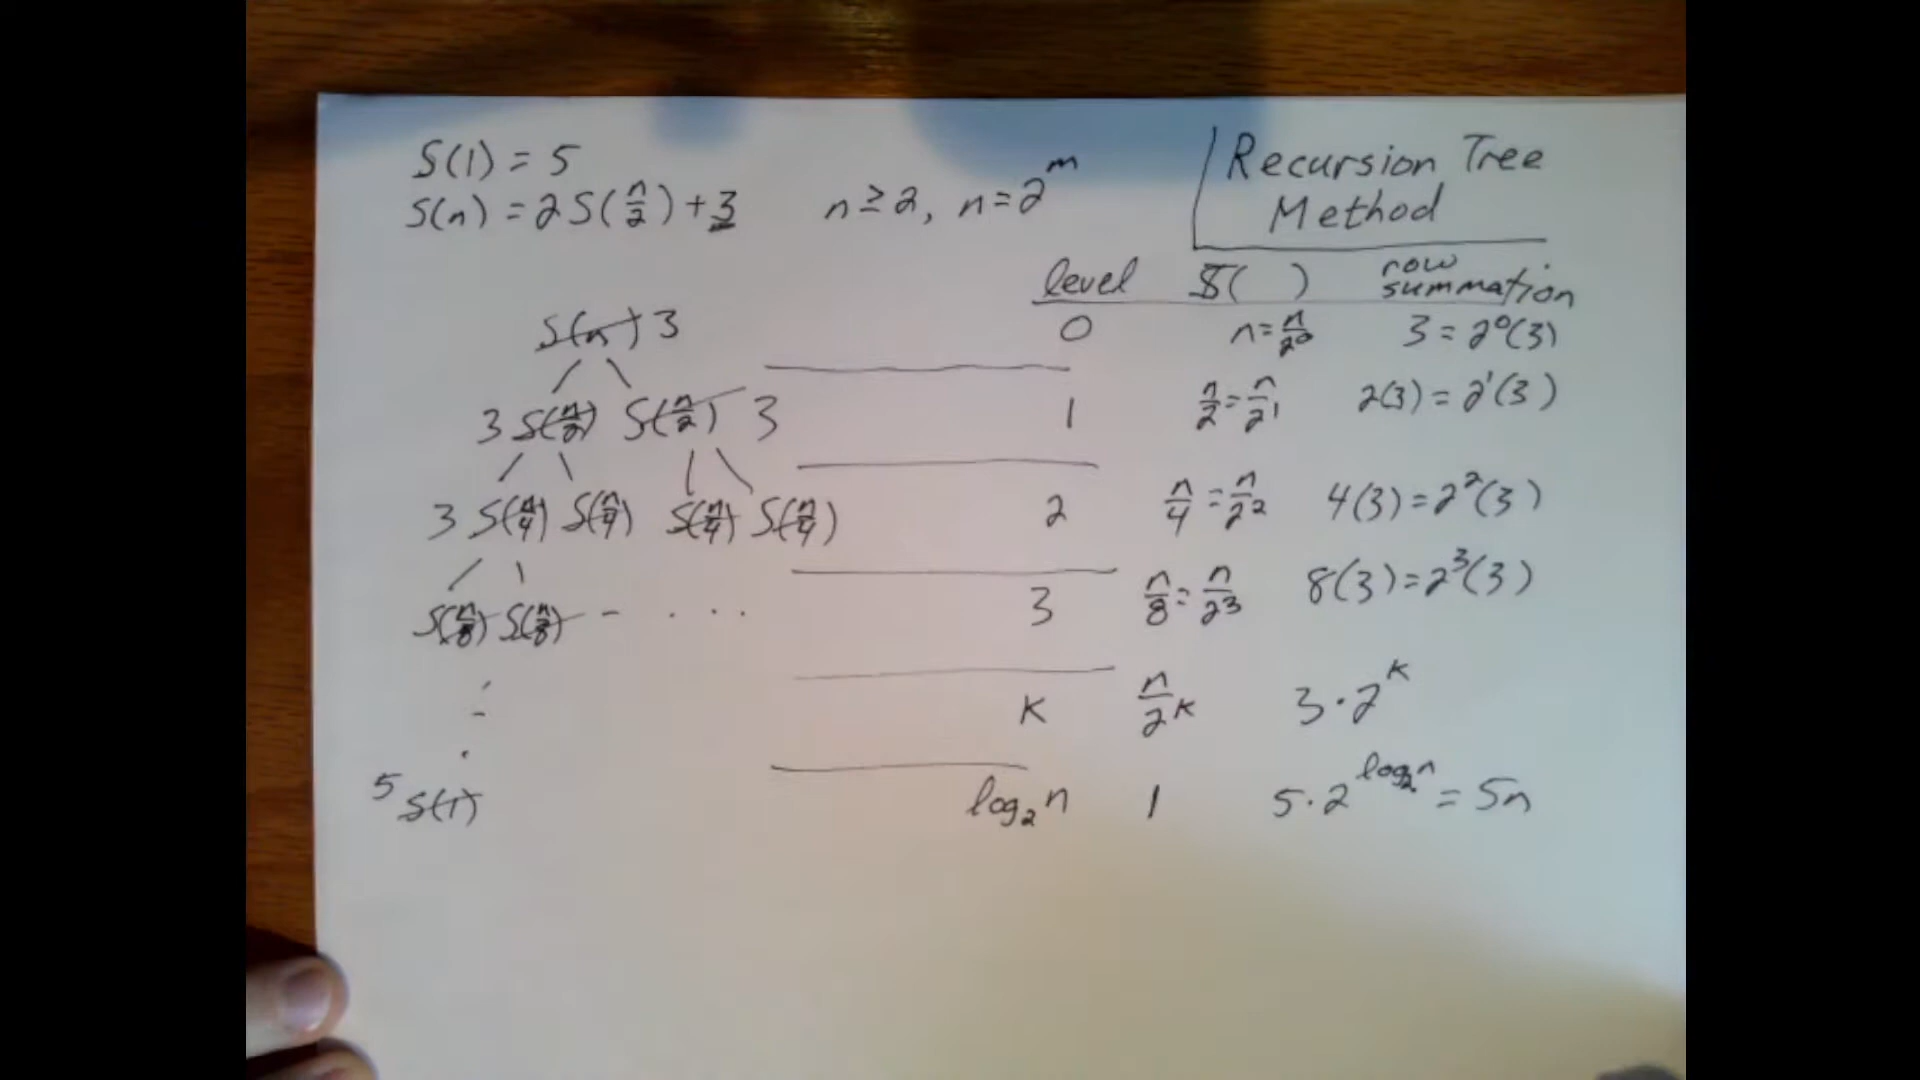 S(1) = 5
S(n) = 2S(n/2) + 3    n ≥ 2, n = 2^m
Recursion Tree
Method
level    S( )    row summation
S(n) 3    0    n = n/2^0    3 = 2^0(3)
3 S(n/2) S(n/2) 3    1    n/2 = n/2^1    2(3) = 2^1(3)
3 S(n/4) S(n/4) S(n/4) S(n/4)    2    n/4 = n/2^2    4(3) = 2^2(3)
S(n/8) S(n/8) - . . . .    3    n/8 = n/2^3    8(3) = 2^3(3)
K    n/2^K    3 · 2^K
5 S(1)    log_2 n    1    5 · 2^(log_2 n) = 5n